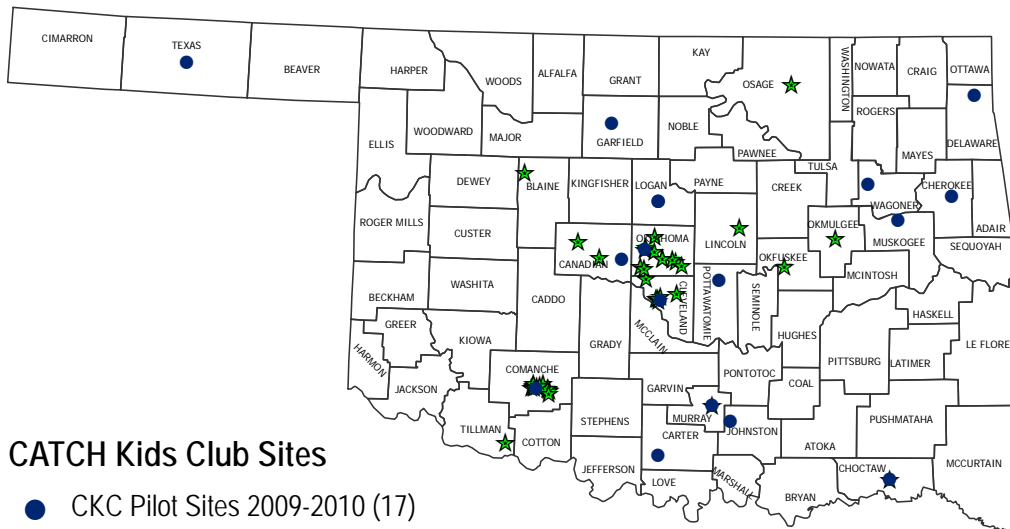 CIMARRON
TEXAS
BEAVER
HARPER
WOODS
ALFALFA
GRANT
KAY
OSAGE
WASHINGTON
NOWATA
CRAIG
OTTAWA
ELLIS
WOODWARD
MAJOR
GARFIELD
NOBLE
PAWNEE
ROGERS
MAYES
DELAWARE
TULSA
DEWEY
BLAINE
KINGFISHER
LOGAN
PAYNE
CREEK
WAGONER
CHEROKEE
ADAIR
ROGER MILLS
CUSTER
CANADIAN
OKLAHOMA
LINCOLN
OKFUSKEE
OKMULGEE
MUSKOGEE
SEQUOYAH
BECKHAM
WASHITA
CADDO
GRADY
MCCLAIN
CLEVELAND
POTTAWATOMIE
SEMINOLE
HUGHES
MCINTOSH
HASKELL
HARMON
GREER
KIOWA
COMANCHE
GARVIN
PONTOTOC
COAL
PITTSBURG
LATIMER
LE FLORE
JACKSON
TILLMAN
COTTON
STEPHENS
MURRAY
CARTER
JOHNSTON
ATOKA
PUSHMATAHA
MCCURTAIN
JEFFERSON
LOVE
MARSHALL
BRYAN
CHOCTAW
CATCH Kids Club Sites
CKC Pilot Sites 2009-2010 (17)